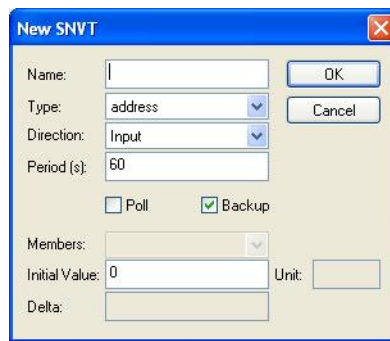 New SNVT
Name: OK
Type: address Cancel
Direction: Input
Period (s): 60
Poll Backup
Members:
Initial Value: 0 Unit:
Delta: